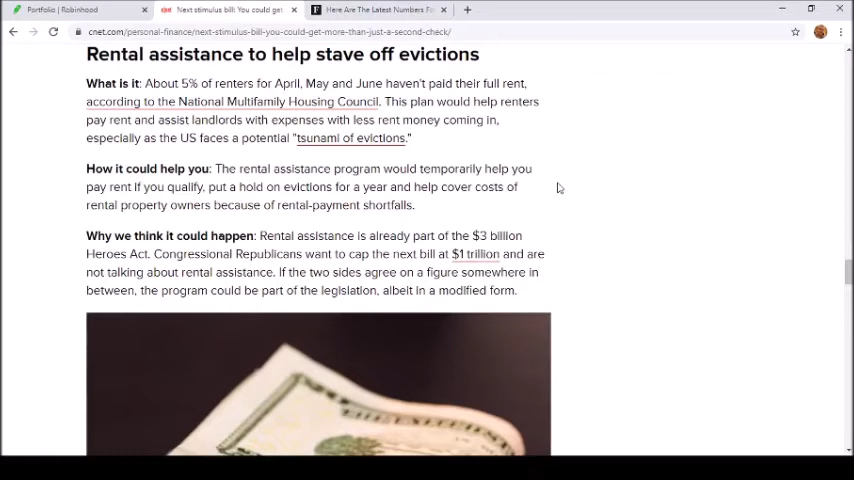 Portfolio | Robinhood
Next stimulus bill: You could get
Here Are The Latest Numbers Fo
cnet.com/personal-finance/next-stimulus-bill-you-could-get-more-than-just-a-second-check/
Rental assistance to help stave off evictions
What is it: About 5% of renters for April, May and June haven't paid their full rent,
according to the National Multifamily Housing Council. This plan would help renters
pay rent and assist landlords with expenses with less rent money coming in,
especially as the US faces a potential "tsunami of evictions."
How it could help you: The rental assistance program would temporarily help you
pay rent if you qualify, put a hold on evictions for a year and help cover costs of
rental property owners because of rental-payment shortfalls.
Why we think it could happen: Rental assistance is already part of the $3 billion
Heroes Act. Congressional Republicans want to cap the next bill at $1 trillion and are
not talking about rental assistance. If the two sides agree on a figure somewhere in
between, the program could be part of the legislation, albeit in a modified form.